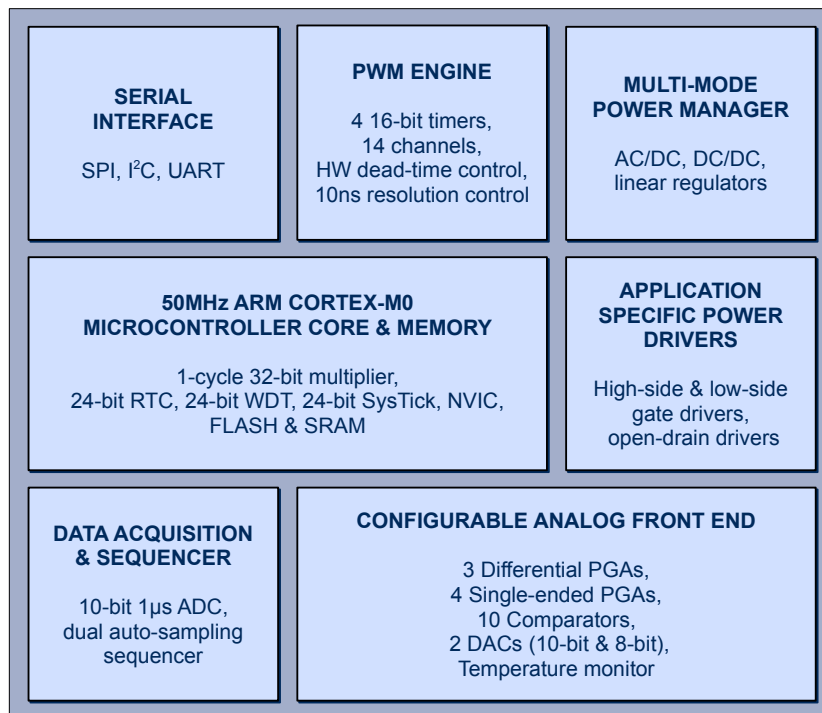 SERIAL
INTERFACE
SPI, I²C, UART
PWM ENGINE
4 16-bit timers,
14 channels,
HW dead-time control,
10ns resolution control
MULTI-MODE
POWER MANAGER
AC/DC, DC/DC,
linear regulators
50MHz ARM CORTEX-M0
MICROCONTROLLER CORE & MEMORY
1-cycle 32-bit multiplier,
24-bit RTC, 24-bit WDT, 24-bit SysTick, NVIC,
FLASH & SRAM
APPLICATION
SPECIFIC POWER
DRIVERS
High-side & low-side
gate drivers,
open-drain drivers
DATA ACQUISITION
& SEQUENCER
10-bit 1µs ADC,
dual auto-sampling
sequencer
CONFIGURABLE ANALOG FRONT END
3 Differential PGAs,
4 Single-ended PGAs,
10 Comparators,
2 DACs (10-bit & 8-bit),
Temperature monitor